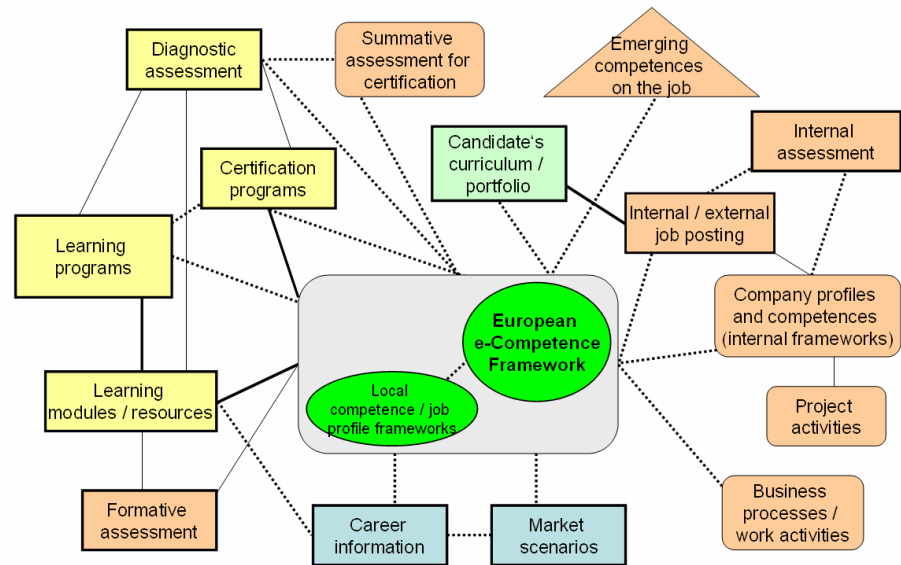 Diagnostic
assessment
Summative
assessment for
certification
Emerging
competences
on the job
Certification
programs
Candidate‘s
curriculum /
portfolio
Internal
assessment
Learning
programs
Internal / external
job posting
European
e-Competence
Framework
Company profiles
and competences
(internal frameworks)
Learning
modules / resources
Local
competence / job
profile frameworks
Project
activities
Formative
assessment
Career
information
Market
scenarios
Business
processes /
work activities